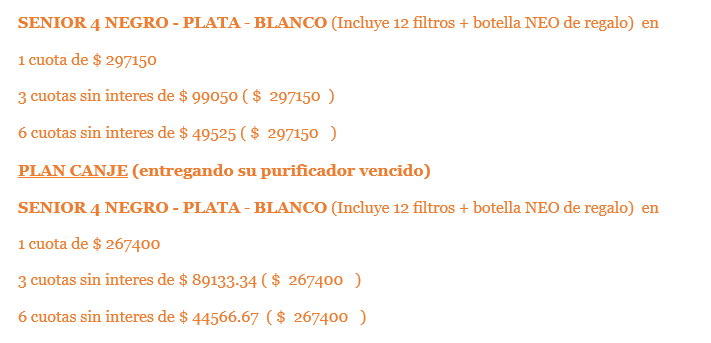 SENIOR 4 NEGRO - PLATA - BLANCO (Incluye 12 filtros + botella NEO de regalo)  en
1 cuota de $ 297150
3 cuotas sin interes de $ 99050 ( $  297150  )
6 cuotas sin interes de $ 49525 ( $  297150   )
PLAN CANJE (entregando su purificador vencido)
SENIOR 4 NEGRO - PLATA - BLANCO (Incluye 12 filtros + botella NEO de regalo)  en
1 cuota de $ 267400
3 cuotas sin interes de $ 89133.34 ( $  267400   )
6 cuotas sin interes de $ 44566.67  ( $  267400   )